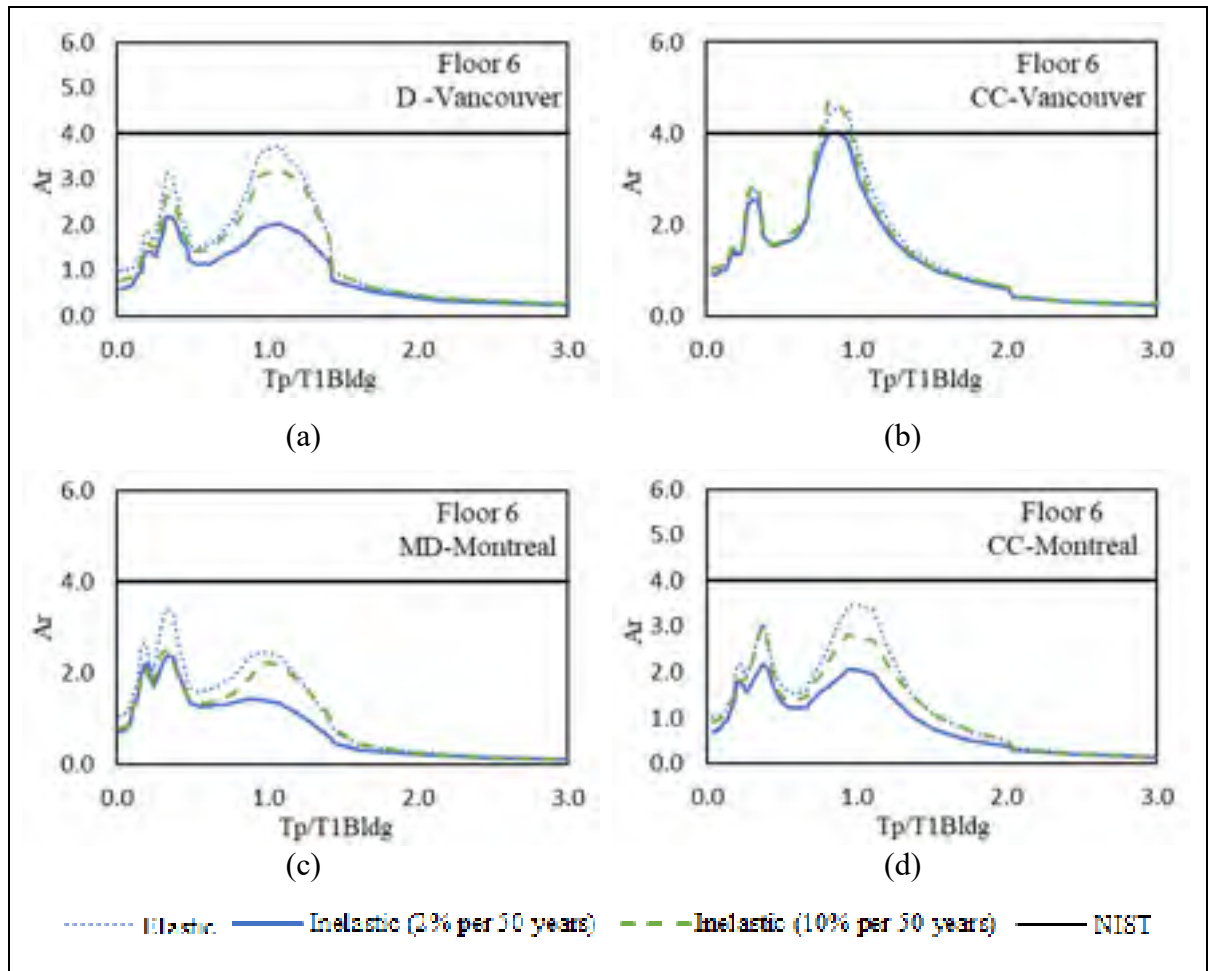 6.0
5.0
4.0
3.0
2.0
1.0
0.0
Ar
Floor 6
D -Vancouver
0.0 1.0 2.0 3.0
Tp/T1Bldg
(a)
6.0
5.0
4.0
3.0
2.0
1.0
0.0
Ar
Floor 6
CC-Vancouver
0.0 1.0 2.0 3.0
Tp/T1Bldg
(b)
6.0
4.0
2.0
0.0
Ar
Floor 6
MD-Montreal
0.0 1.0 2.0 3.0
Tp/T1Bldg
(c)
6.0
5.0
4.0
3.0
2.0
1.0
0.0
Ar
Floor 6
CC-Montreal
0.0 1.0 2.0 3.0
Tp/T1Bldg
(d)
Elastic Inelastic (2% per 50 years) Inelastic (10% per 50 years) NIST